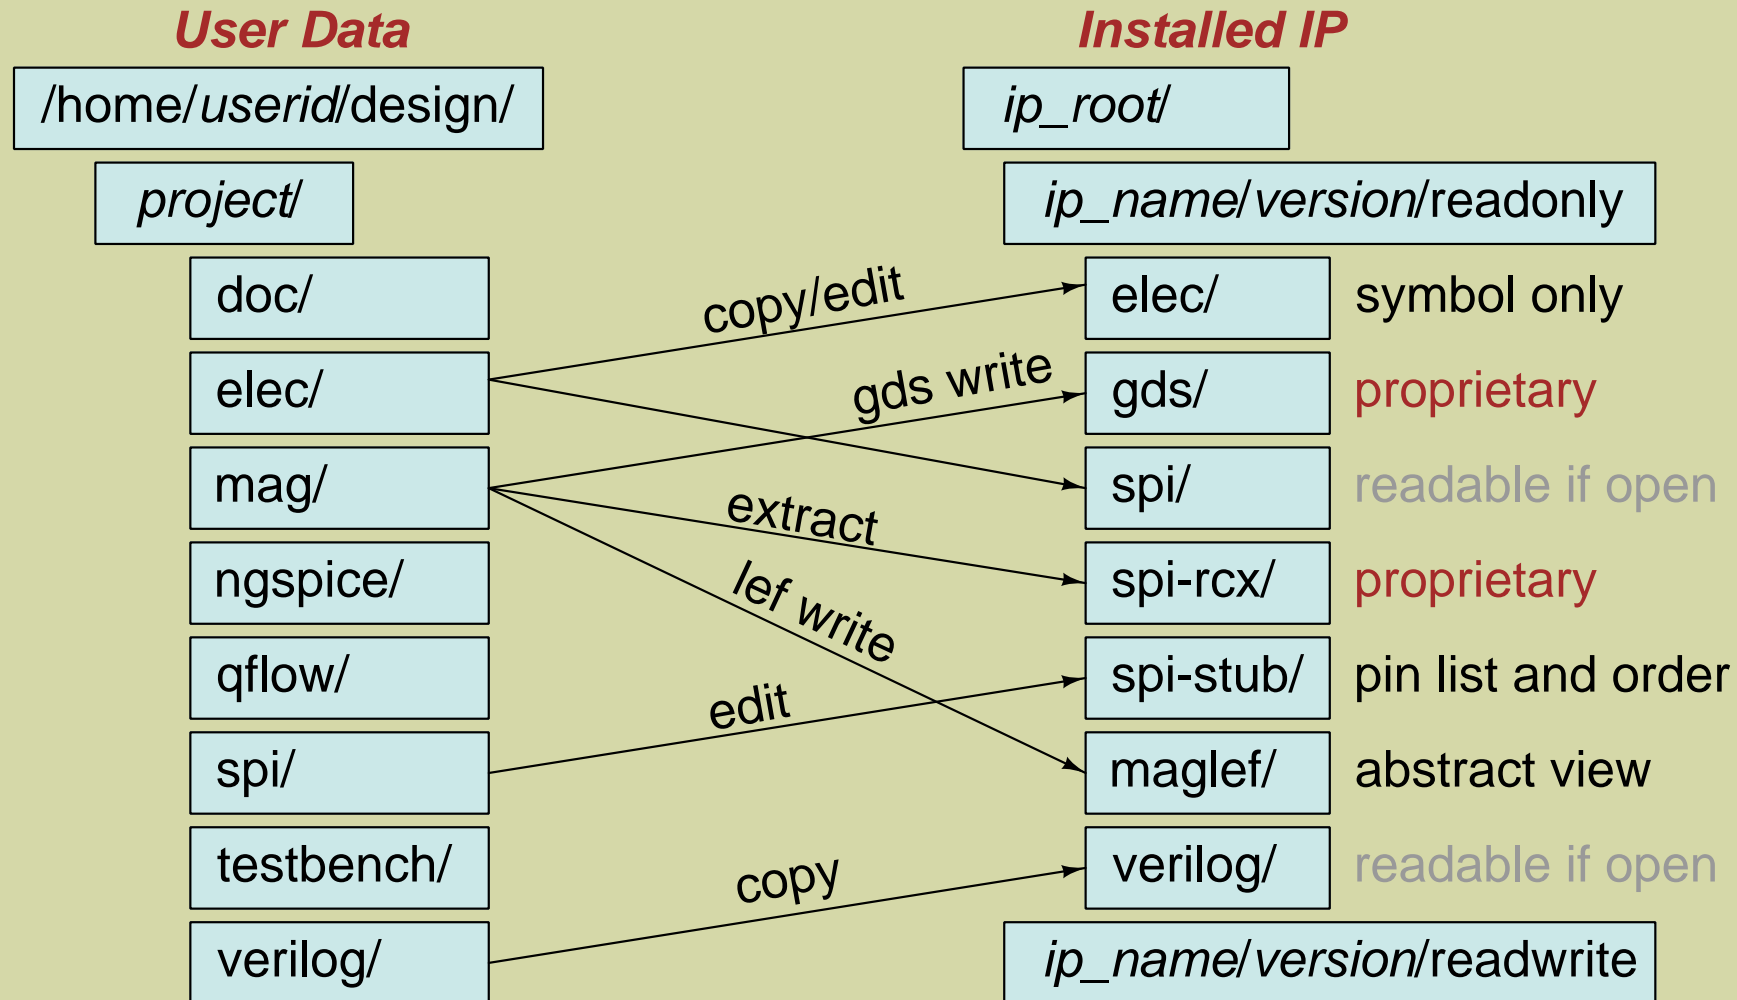 User Data
/home/userid/design/
project/
doc/
elec/
mag/
ngspice/
qflow/
spi/
testbench/
verilog/
copy/edit
gds write
extract
lef write
edit
copy
Installed IP
ip_root/
ip_name/version/readonly
elec/ symbol only
gds/ proprietary
spi/ readable if open
spi-rcx/ proprietary
spi-stub/ pin list and order
maglef/ abstract view
verilog/ readable if open
ip_name/version/readwrite